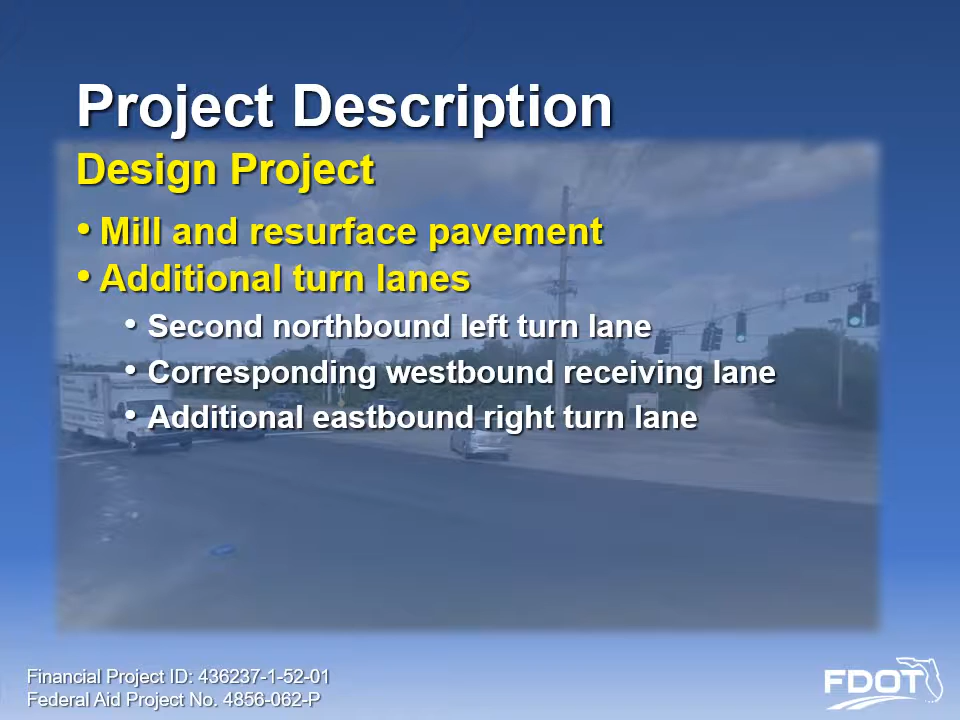 Project Description
Design Project
• Mill and resurface pavement
• Additional turn lanes
• Second northbound left turn lane
• Corresponding westbound receiving lane
• Additional eastbound right turn lane
Financial Project ID: 436237-1-52-01
Federal Aid Project No. 4856-062-P
FDOT